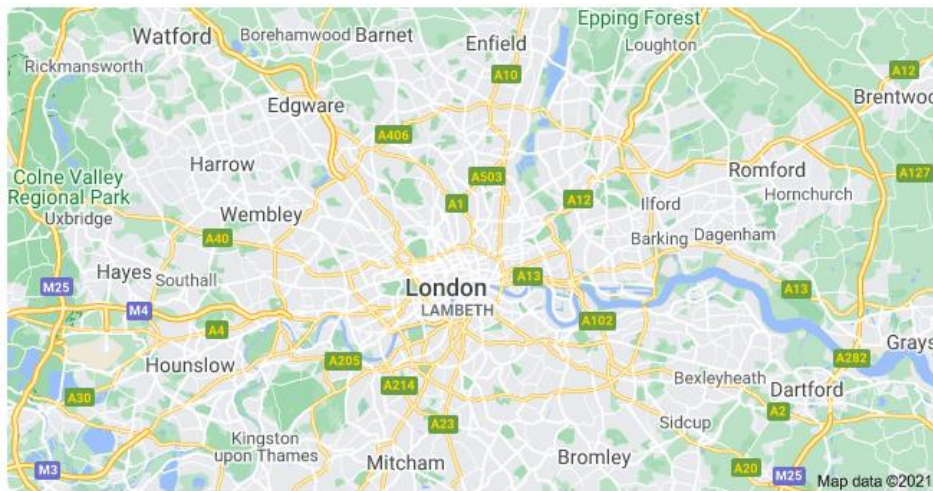 Epping Forest
Watford
Borehamwood
Barnet
Enfield
Loughton
Rickmansworth
A10
A12
Edgware
Brentwo
A406
Harrow
A503
Romford
Colne Valley
Regional Park
A127
Hornchurch
Uxbridge
Wembley
A1
A12
Ilford
A40
Barking
Dagenham
Hayes
Southall
M25
London
A13
A13
M4
LAMBETH
A4
A102
Hounslow
A205
A282
Grays
A214
Bexleyheath
Dartford
A30
A23
A2
Sidcup
Kingston
upon Thames
Mitcham
Bromley
M3
A20
M25
Map data ©2021